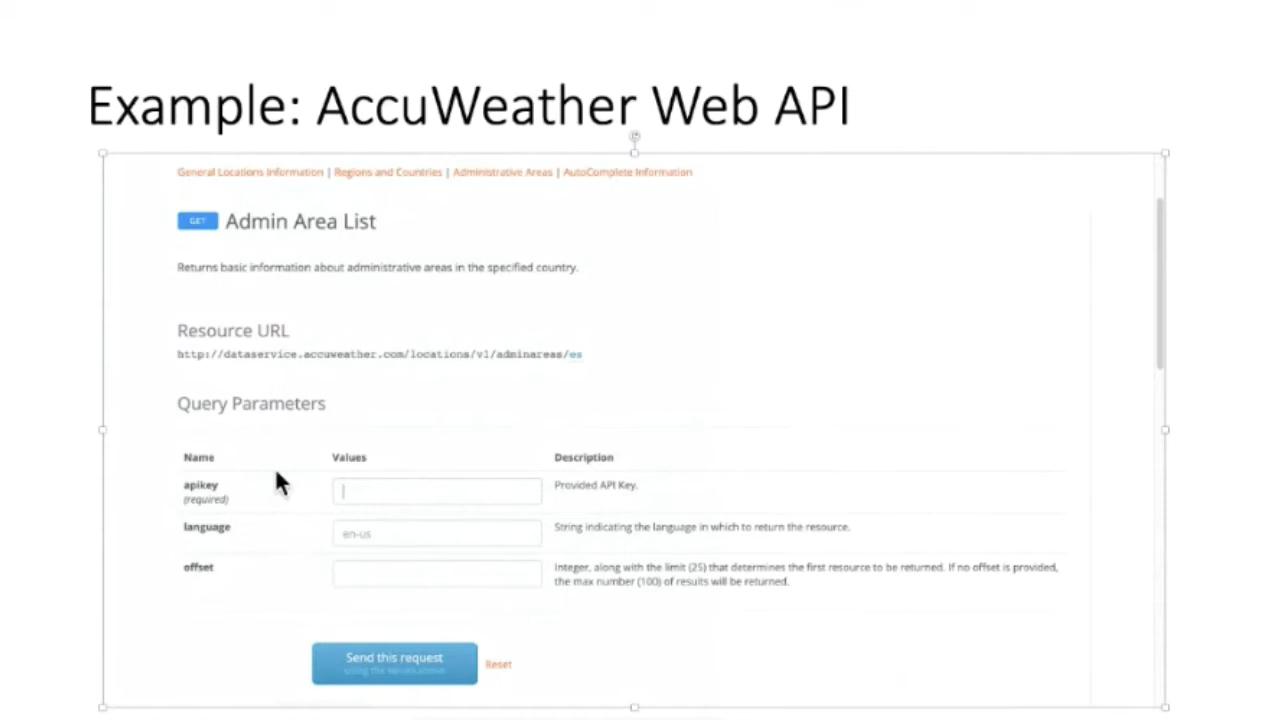 Example: AccuWeather Web API
General Locations Information | Regions and Countries | Administrative Areas | AutoComplete Information
GET Admin Area List
Returns basic information about administrative areas in the specified country.
Resource URL
http://dataservice.accuweather.com/locations/v1/adminareas/es
Query Parameters
Name Values Description
apikey Provided API Key.
(required)
language en-us String indicating the language in which to return the resource.
offset Integer, along with the limit (25) that determines the first resource to be returned. If no offset is provided,
the max number (100) of results will be returned.
Send this request Reset
using the values above